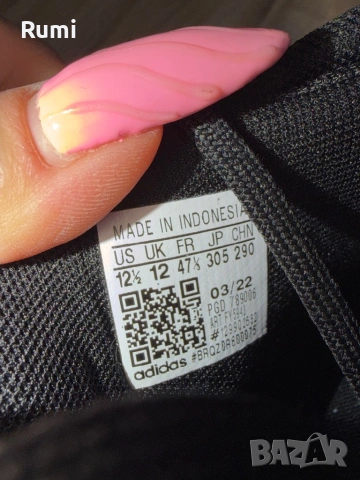 Rumi
MADE IN INDONESIA
US UK FR JP CHN
12½ 12 47⅓ 305 290
03/22
PGD 789006
adidas
BAZAR
bg